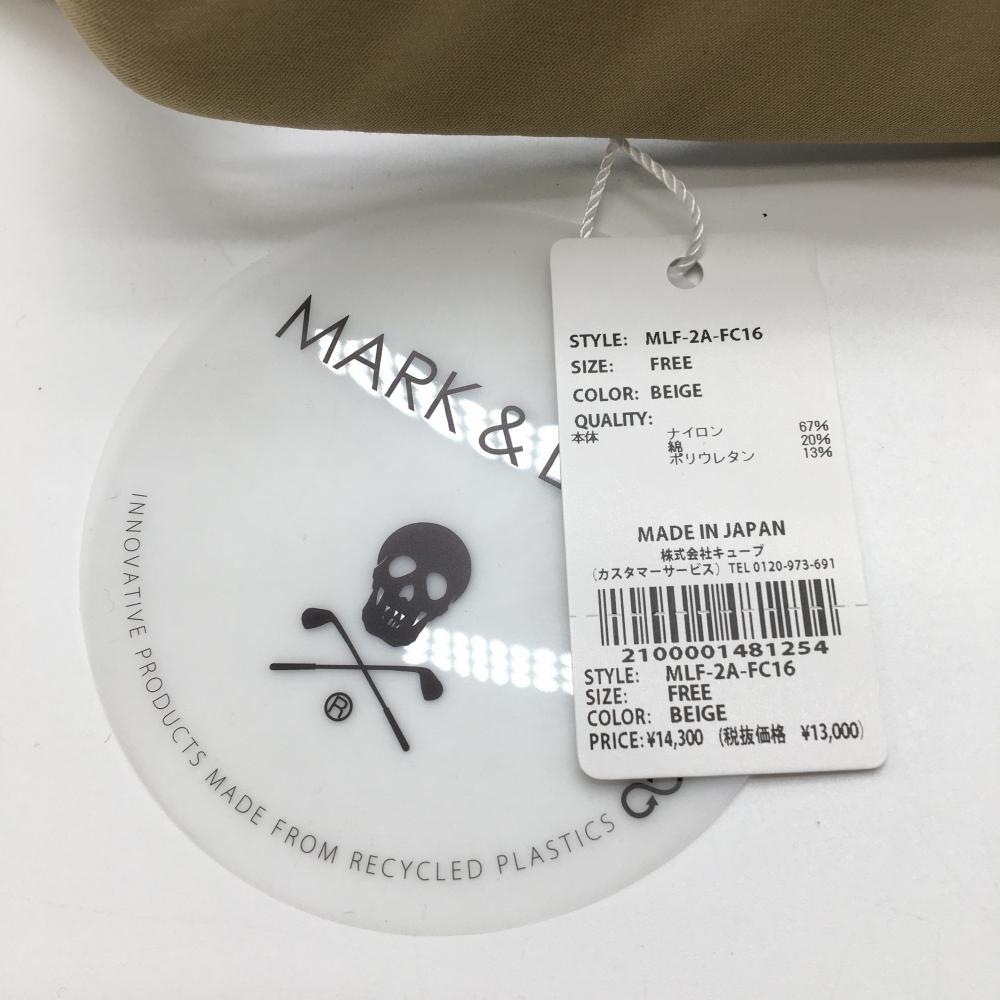 MARK & L
®
INNOVATIVE PRODUCTS MADE FROM RECYCLED PLASTICS
STYLE: MLF-2A-FC16
SIZE: FREE
COLOR: BEIGE
QUALITY:
本体 ナイロン 67%
綿 20%
ポリウレタン 13%
MADE IN JAPAN
株式会社キューブ
(カスタマーサービス) TEL 0120-973-691
2100001481254
STYLE: MLF-2A-FC16
SIZE: FREE
COLOR: BEIGE
PRICE:¥14,300 (税抜価格 ¥13,000)